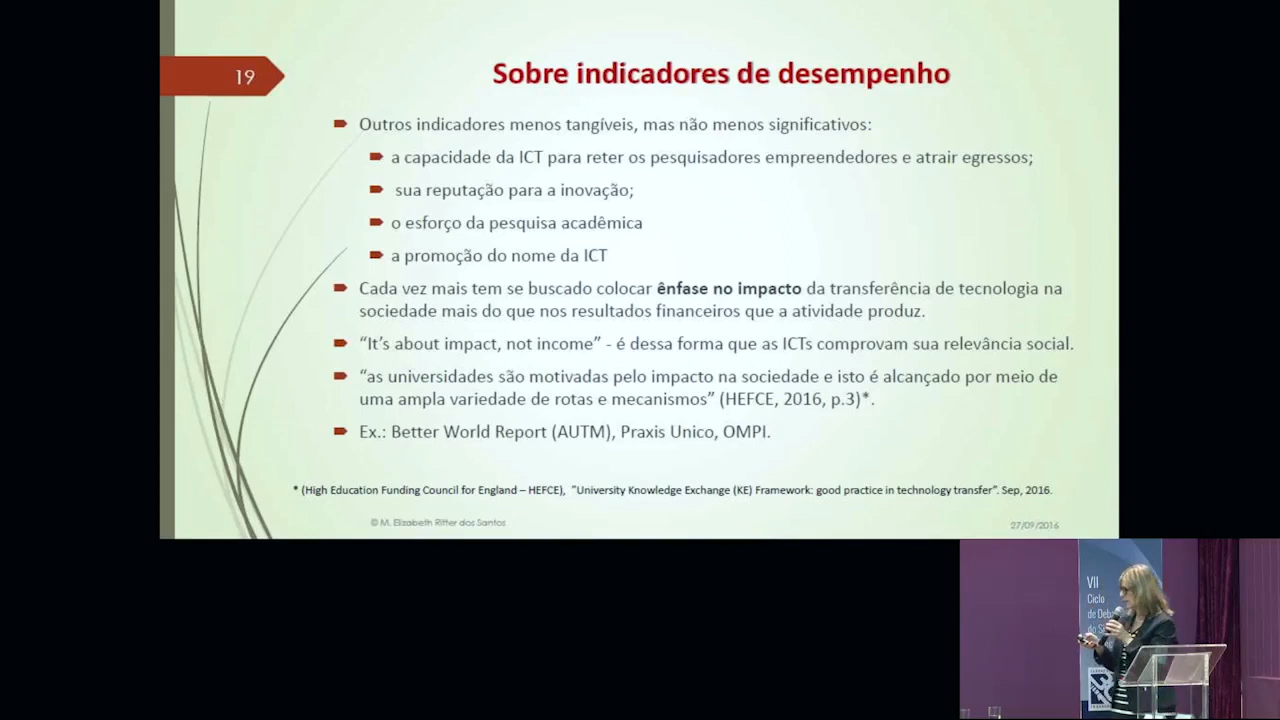 19
Sobre indicadores de desempenho
Outros indicadores menos tangíveis, mas não menos significativos:
a capacidade da ICT para reter os pesquisadores empreendedores e atrair egressos;
sua reputação para a inovação;
o esforço da pesquisa acadêmica
a promoção do nome da ICT
Cada vez mais tem se buscado colocar ênfase no impacto da transferência de tecnologia na
sociedade mais do que nos resultados financeiros que a atividade produz.
“It’s about impact, not income” - é dessa forma que as ICTs comprovam sua relevância social.
“as universidades são motivadas pelo impacto na sociedade e isto é alcançado por meio de
uma ampla variedade de rotas e mecanismos” (HEFCE, 2016, p.3)*.
Ex.: Better World Report (AUTM), Praxis Unico, OMPI.
* (High Education Funding Council for England – HEFCE), “University Knowledge Exchange (KE) Framework: good practice in technology transfer”. Sep, 2016.
© M. Elizabeth Ritter dos Santos
27/09/2016
VII
Ciclo
de
do